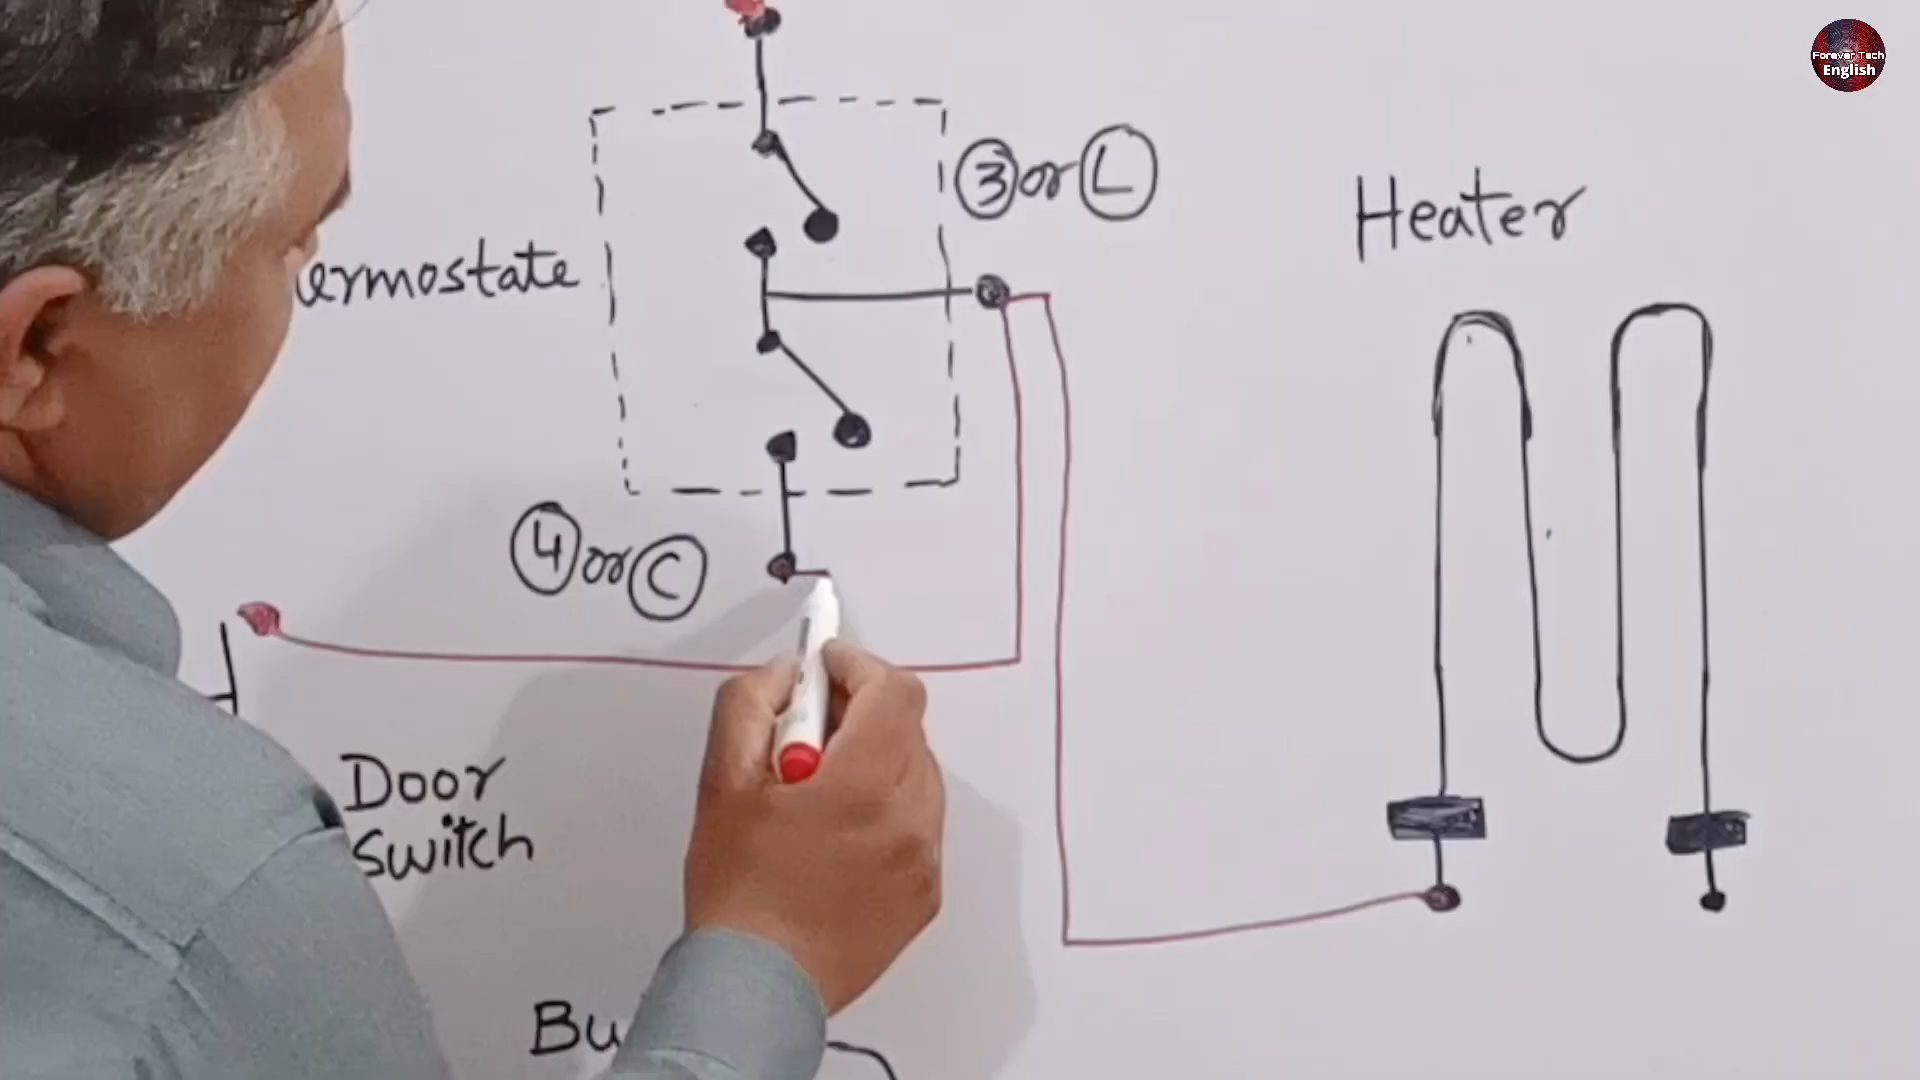 Forever Tech
English
3 or L
Heater
ermostate
4 or C
Door
Switch
Bu